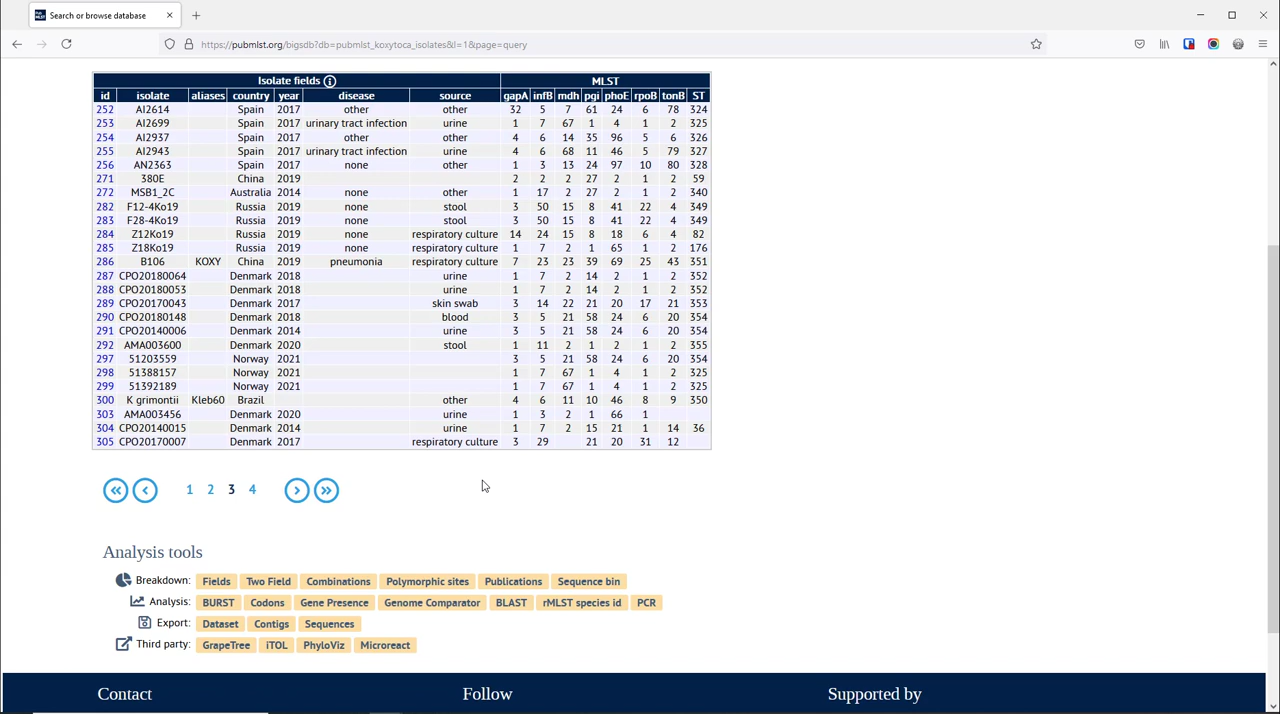 Search or browse database
https://pubmlst.org/bigsdb?db=pubmlst_koxytoca_isolates&l=1&page=query
Isolate fields MLST
id isolate aliases country year disease source gapA infB mdh pgi phoE rpoB tonB ST
252 AI2614 Spain 2017 other other 32 5 7 61 24 6 78 324
253 AI2699 Spain 2017 urinary tract infection urine 1 7 67 1 4 1 2 325
254 AI2937 Spain 2017 other other 4 6 14 35 96 5 6 326
255 AI2943 Spain 2017 urinary tract infection urine 4 6 68 11 46 5 79 327
256 AN2363 Spain 2017 none other 1 3 13 24 97 10 80 328
271 380E China 2019 2 2 2 27 2 1 2 59
272 MSB1_2C Australia 2014 none other 1 17 2 27 2 1 2 340
282 F12-4Ko19 Russia 2019 none stool 3 50 15 8 41 22 4 349
283 F28-4Ko19 Russia 2019 none stool 3 50 15 8 41 22 4 349
284 Z12Ko19 Russia 2019 none respiratory culture 14 24 15 8 18 6 4 82
285 Z18Ko19 Russia 2019 none respiratory culture 1 7 2 1 65 1 2 176
286 B106 KOXY China 2019 pneumonia respiratory culture 7 23 23 39 69 25 43 351
287 CPO20180064 Denmark 2018 urine 1 7 2 14 2 1 2 352
288 CPO20180053 Denmark 2018 urine 1 7 2 14 2 1 2 352
289 CPO20170043 Denmark 2017 skin swab 3 14 22 21 20 17 21 353
290 CPO20180148 Denmark 2018 blood 3 5 21 58 24 6 20 354
291 CPO20140006 Denmark 2014 urine 3 5 21 58 24 6 20 354
292 AMA003600 Denmark 2020 stool 1 11 2 1 2 1 2 355
297 51203559 Norway 2021 3 5 21 58 24 6 20 354
298 51388157 Norway 2021 1 7 67 1 4 1 2 325
299 51392189 Norway 2021 1 7 67 1 4 1 2 325
300 K grimontii Kleb60 Brazil other 4 6 11 10 46 8 9 350
303 AMA003456 Denmark 2020 urine 1 3 2 1 66 1
304 CPO20140015 Denmark 2014 urine 1 7 2 15 21 1 14 36
305 CPO20170007 Denmark 2017 respiratory culture 3 29 21 20 31 12
1 2 3 4
Analysis tools
Breakdown: Fields Two Field Combinations Polymorphic sites Publications Sequence bin
Analysis: BURST Codons Gene Presence Genome Comparator BLAST rMLST species id PCR
Export: Dataset Contigs Sequences
Third party: GrapeTree iTOL PhyloViz Microreact
Contact Follow Supported by